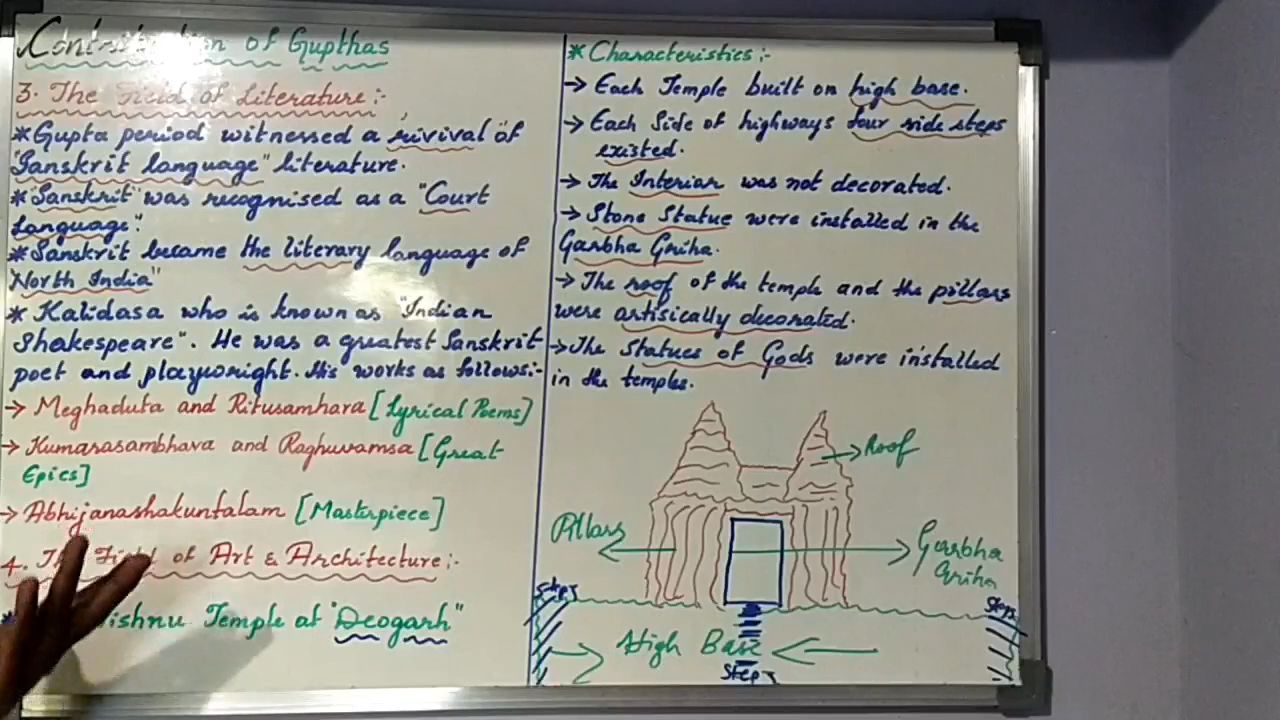 Contribution of Gupthas
3. The Field of Literature:-
* Gupta period witnessed a rivival of
"Sanskrit language" literature.
* "Sanskrit" was recognised as a "Court
Language".
* Sanskrit became the literary language of
North India"
* Kalidasa who is known as "Indian
Shakespeare". He was a greatest Sanskrit
poet and playwright. His works as follows:-
→ Meghaduta and Ritusamhara [Lyrical Poems]
→ Kumarasambhava and Raghuvamsa [Great
Epics]
→ Abhijanashakuntalam [Masterpiece]
4. The Field of Art & Architecture:-
Vishnu Temple at "Deogarh"
* Characteristics:-
→ Each Temple built on high base.
→ Each Side of highways four side steps
existed.
→ The Interior was not decorated.
→ Stone Statue were installed in the
Garbha Griha.
→ The roof of the temple and the pillars
were artisically decorated.
→ The Statues of Gods were installed
in the temples.
Roof
Pillars
Garbha
Griha
Steps
Steps
High Base
Steps